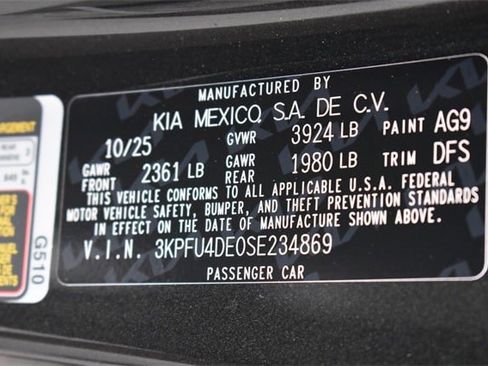 MANUFACTURED BY
KIA MEXICO, S.A. DE C.V.
10/25 GVWR 3924 LB PAINT AG9
GAWR FRONT 2361 LB GAWR REAR 1980 LB TRIM DFS
THIS VEHICLE CONFORMS TO ALL APPLICABLE U.S.A. FEDERAL
MOTOR VEHICLE SAFETY, BUMPER, AND THEFT PREVENTION STANDARDS
IN EFFECT ON THE DATE OF MANUFACTURE SHOWN ABOVE.
V.I.N. 3KPFU4DE0SE234869
PASSENGER CAR
G510